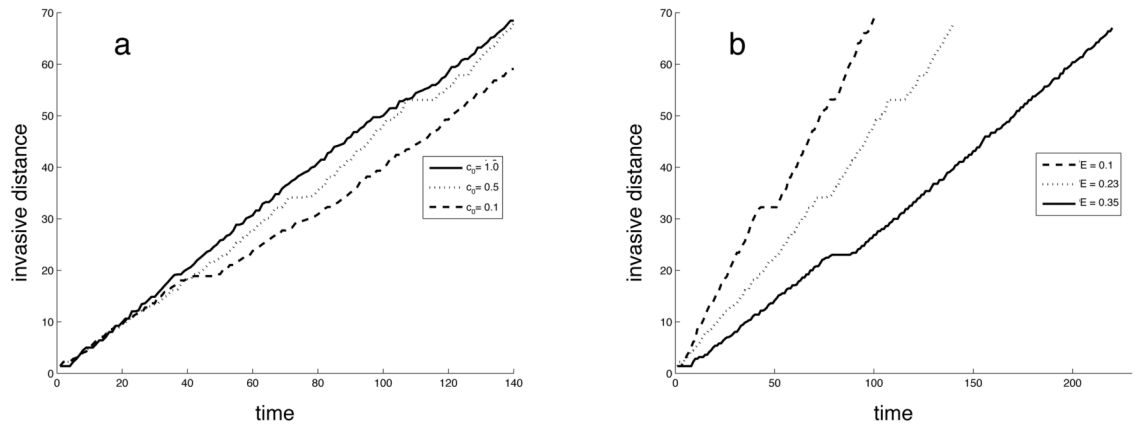 a
70
60
50
40
30
20
10
0
invasive distance
0 20 40 60 80 100 120 140
time
c₀= 1.0
c₀= 0.5
c₀= 0.1
b
70
60
50
40
30
20
10
0
invasive distance
0 50 100 150 200
time
'E = 0.1
'E = 0.23
'E = 0.35